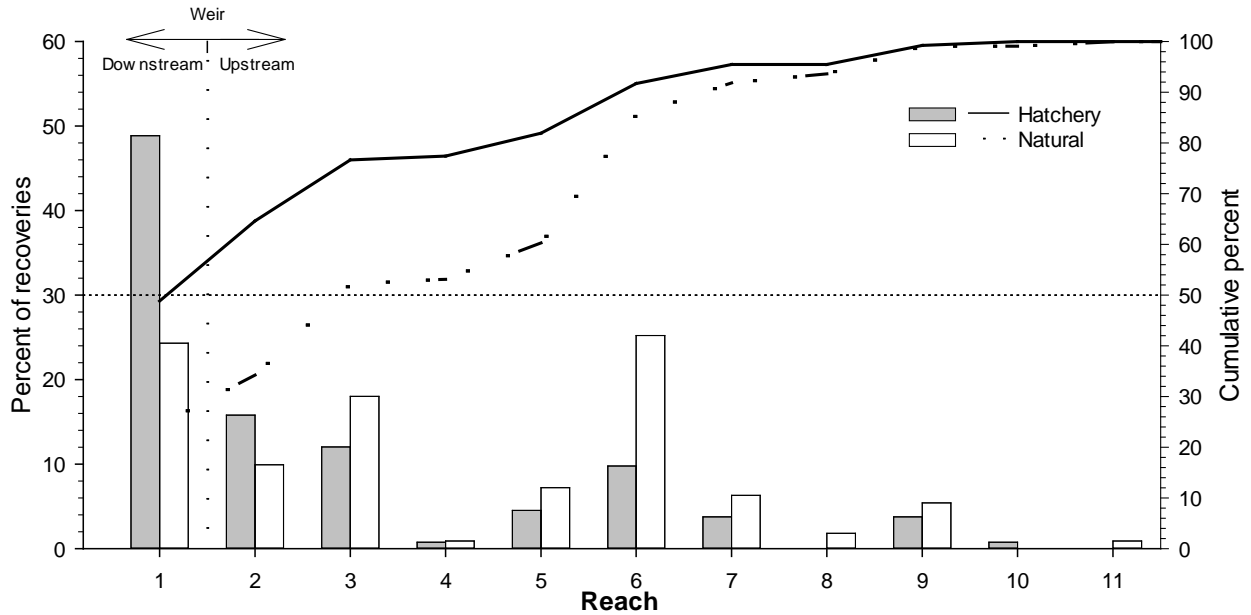 Weir
Downstream Upstream
60
50
40
30
20
10
0
Percent of recoveries
100
90
80
70
60
50
40
30
20
10
0
Cumulative percent
Hatchery
Natural
1 2 3 4 5 6 7 8 9 10 11
Reach